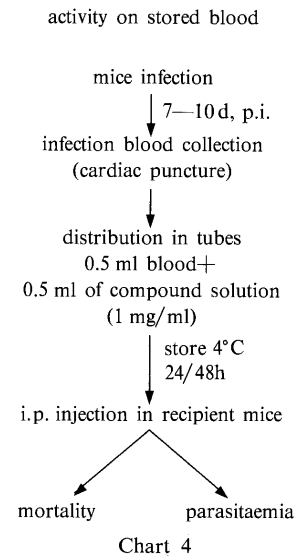 activity on stored blood
mice infection
7—10d, p.i.
infection blood collection
(cardiac puncture)
distribution in tubes
0.5 ml blood+
0.5 ml of compound solution
(1 mg/ml)
store 4°C
24/48h
i.p. injection in recipient mice
mortality parasitaemia
Chart 4